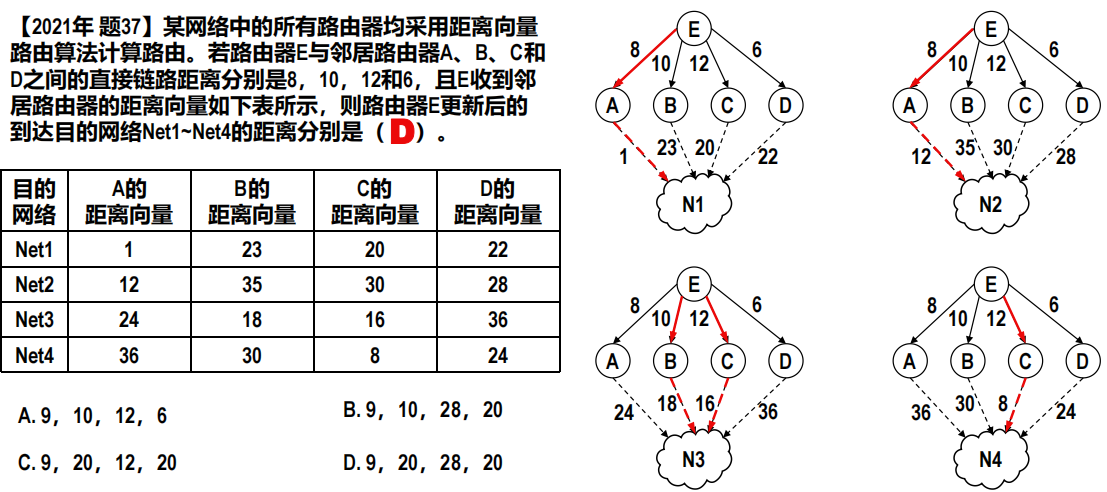 【2021年 题37】某网络中的所有路由器均采用距离向量
路由算法计算路由。若路由器E与邻居路由器A、B、C和
D之间的直接链路距离分别是8，10，12和6，且E收到邻
居路由器的距离向量如下表所示，则路由器E更新后的
到达目的网络Net1~Net4的距离分别是（D）。
目的网络 A的距离向量 B的距离向量 C的距离向量 D的距离向量
Net1 1 23 20 22
Net2 12 35 30 28
Net3 24 18 16 36
Net4 36 30 8 24
A. 9，10，12，6
B. 9，10，28，20
C. 9，20，12，20
D. 9，20，28，20
E
8 10 12 6
A B C D
1 23 20 22
N1
E
8 10 12 6
A B C D
12 35 30 28
N2
E
8 10 12 6
A B C D
24 18 16 36
N3
E
8 10 12 6
A B C D
36 30 8 24
N4